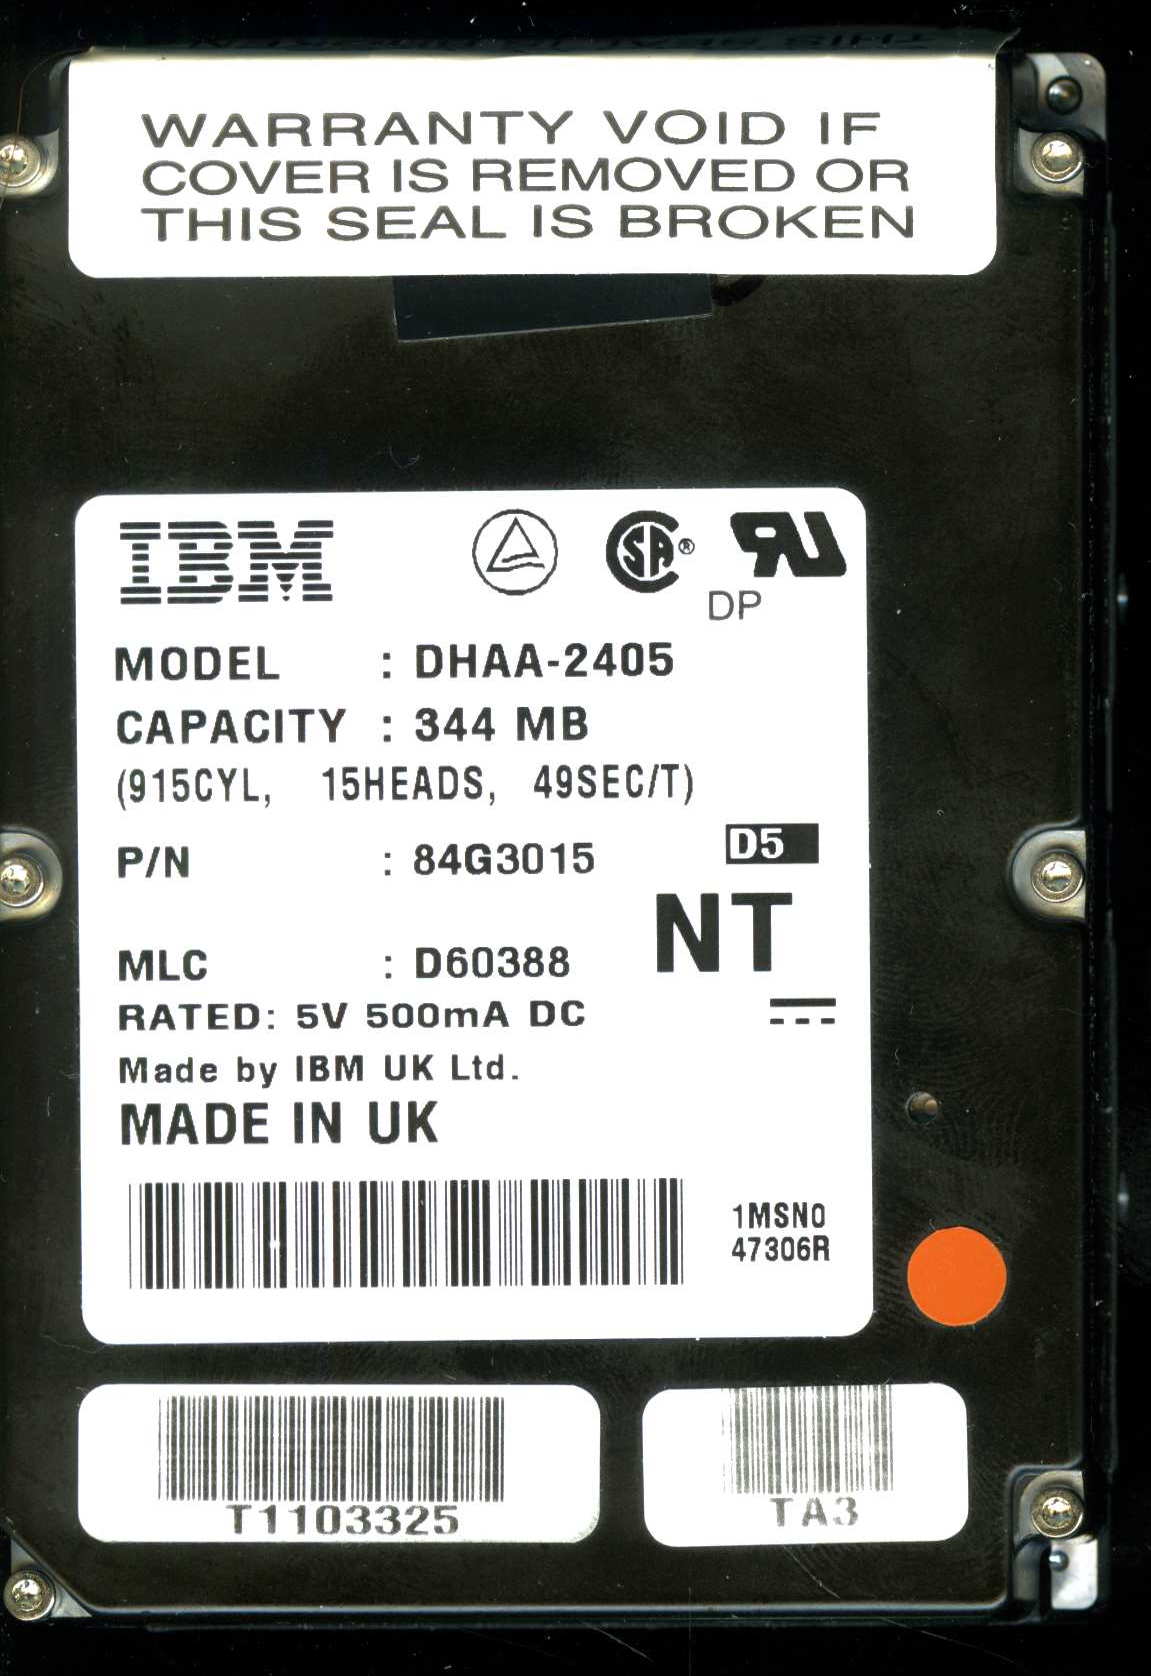 WARRANTY VOID IF
COVER IS REMOVED OR
THIS SEAL IS BROKEN
IBM
SA®
UR
DP
MODEL : DHAA-2405
CAPACITY : 344 MB
(915CYL, 15HEADS, 49SEC/T)
P/N : 84G3015
D5
NT
MLC : D60388
RATED: 5V 500mA DC
Made by IBM UK Ltd.
MADE IN UK
1MSN0
47306R
T1103325
TA3